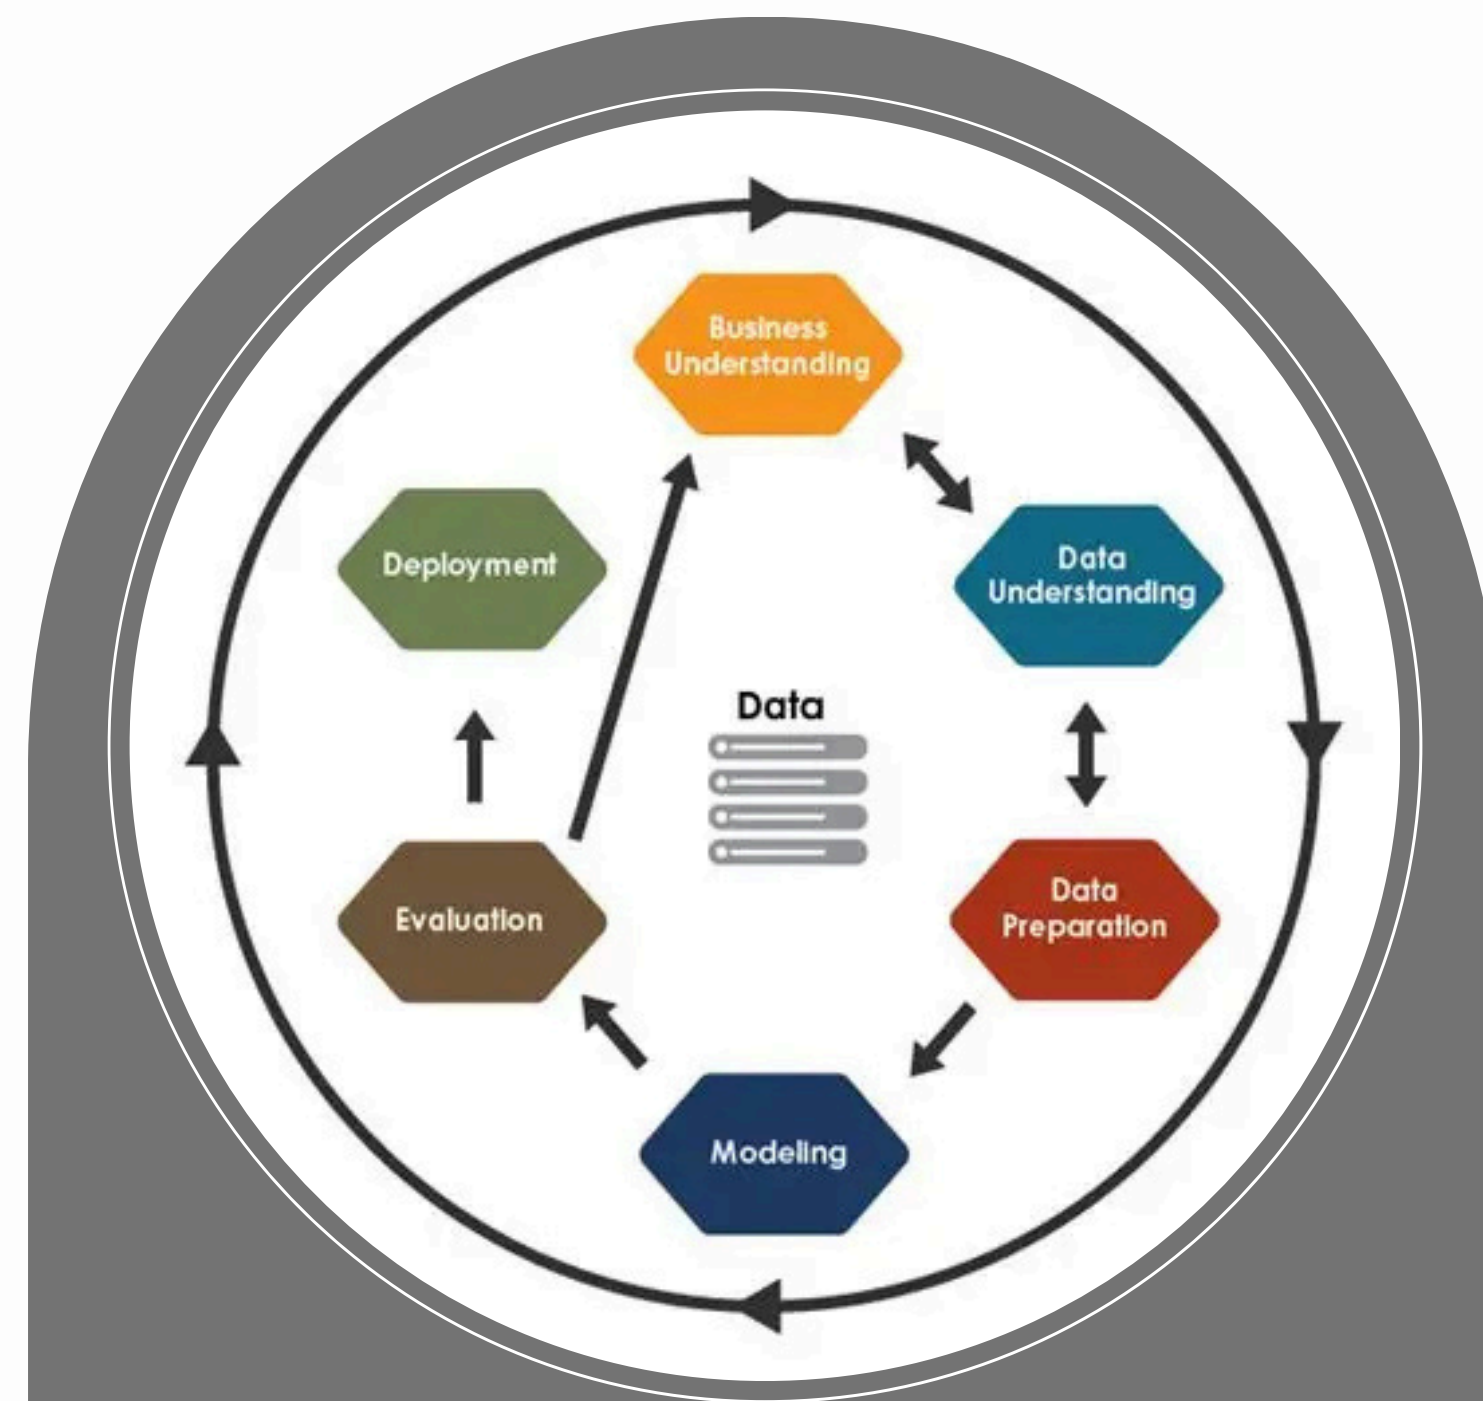 Business
Understanding
Data
Understanding
Deployment
Data
Data
Preparation
Evaluation
Modeling